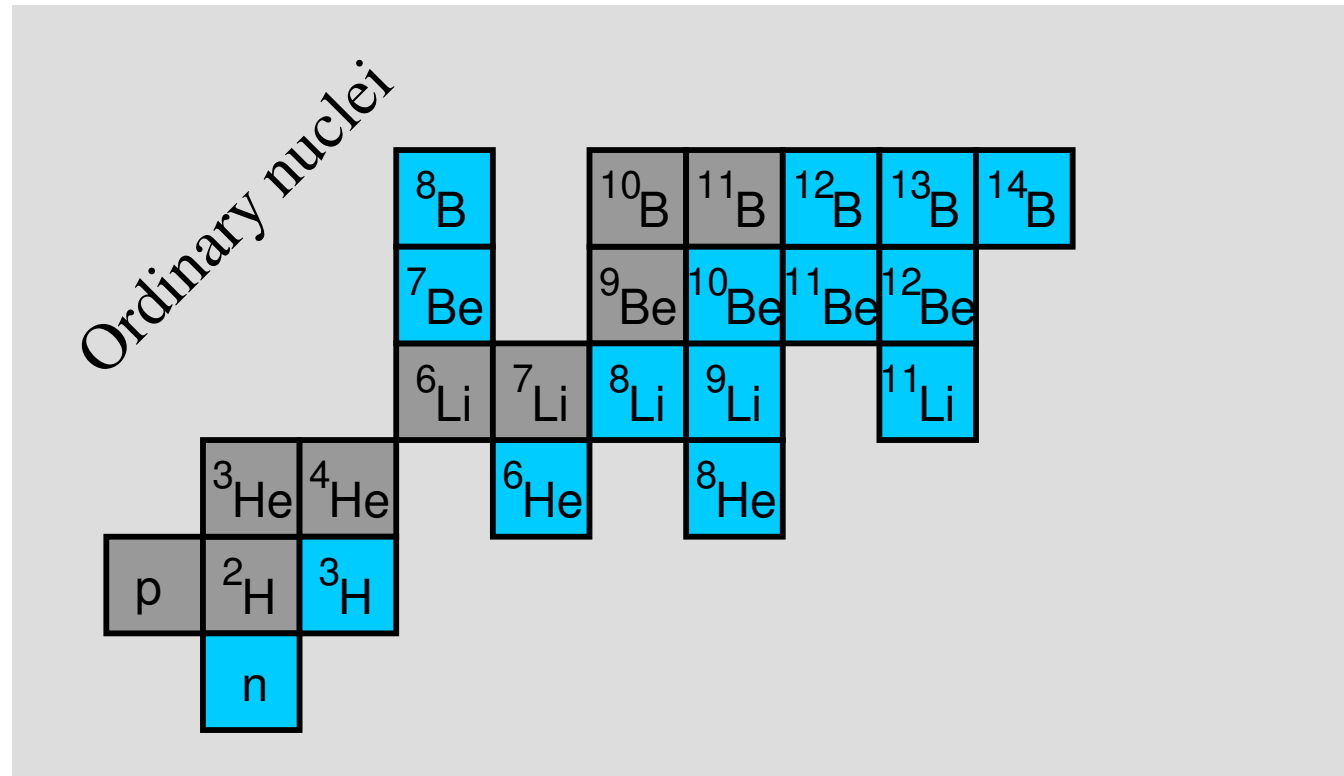 Ordinary nuclei
⁸B ¹⁰B ¹¹B ¹²B ¹³B ¹⁴B
⁷Be ⁹Be ¹⁰Be ¹¹Be ¹²Be
⁶Li ⁷Li ⁸Li ⁹Li ¹¹Li
³He ⁴He ⁶He ⁸He
p ²H ³H
n